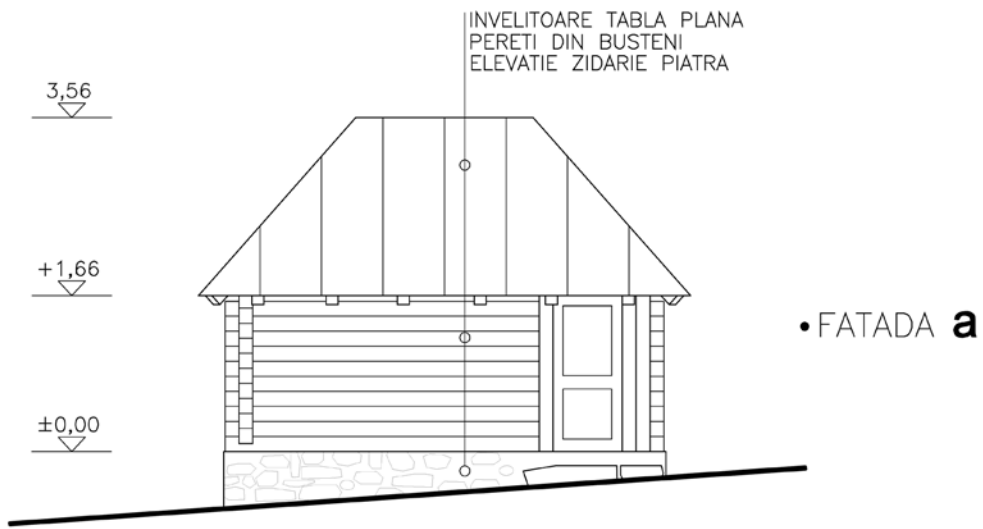 INVELITOARE TABLA PLANA
PERETI DIN BUSTENI
ELEVATIE ZIDARIE PIATRA
3,56
+1,66
• FATADA a
±0,00